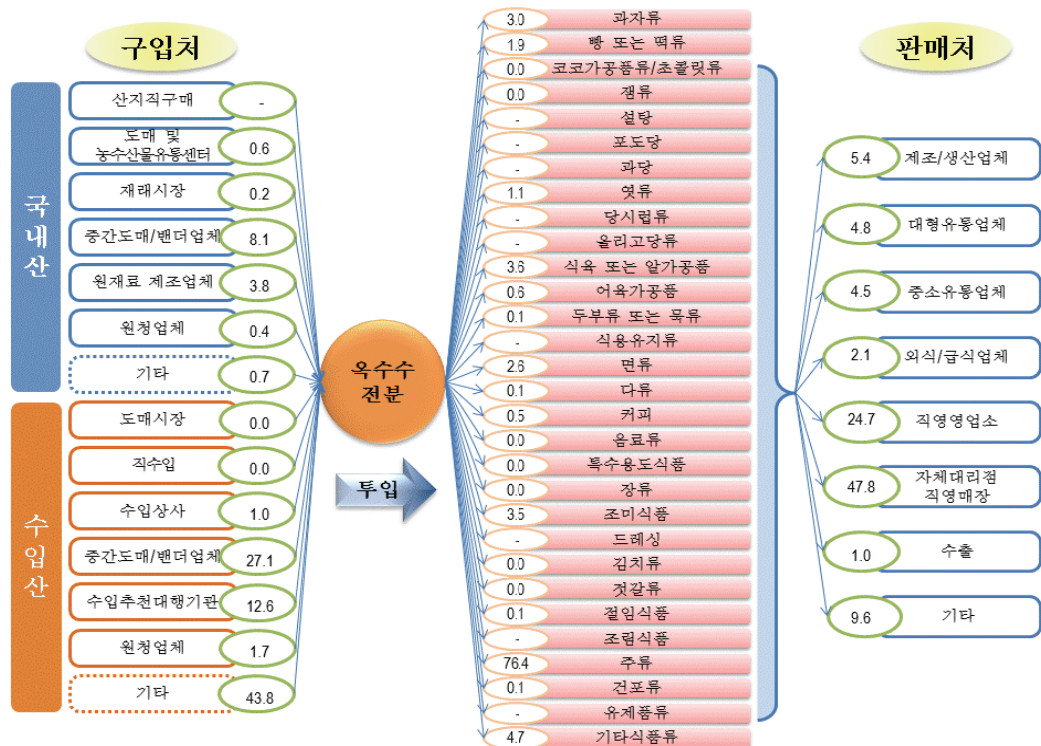 구입처
국내산
산지직구매
-
도매 및
농수산물유통센터
0.6
재래시장
0.2
중간도매/밴더업체
8.1
원재료 제조업체
3.8
원청업체
0.4
기타
0.7
수입산
도매시장
0.0
직수입
0.0
수입상사
1.0
중간도매/밴더업체
27.1
수입추천대행기관
12.6
원청업체
1.7
기타
43.8
옥수수
전분
투입
3.0 과자류
1.9 빵 또는 떡류
0.0 코코가공품류/초콜릿류
0.0 잼류
- 설탕
- 포도당
- 과당
1.1 엿류
- 당시럽류
- 올리고당류
3.6 식육 또는 알가공품
0.6 어육가공품
0.1 두부류 또는 묵류
- 식용유지류
2.6 면류
0.1 다류
0.5 커피
0.0 음료류
0.0 특수용도식품
0.0 장류
3.5 조미식품
- 드레싱
0.0 김치류
0.0 젓갈류
0.1 절임식품
- 조림식품
76.4 주류
0.1 건포류
- 유제품류
4.7 기타식품류
판매처
5.4 제조/생산업체
4.8 대형유통업체
4.5 중소유통업체
2.1 외식/급식업체
24.7 직영영업소
47.8 자체대리점
직영매장
1.0 수출
9.6 기타